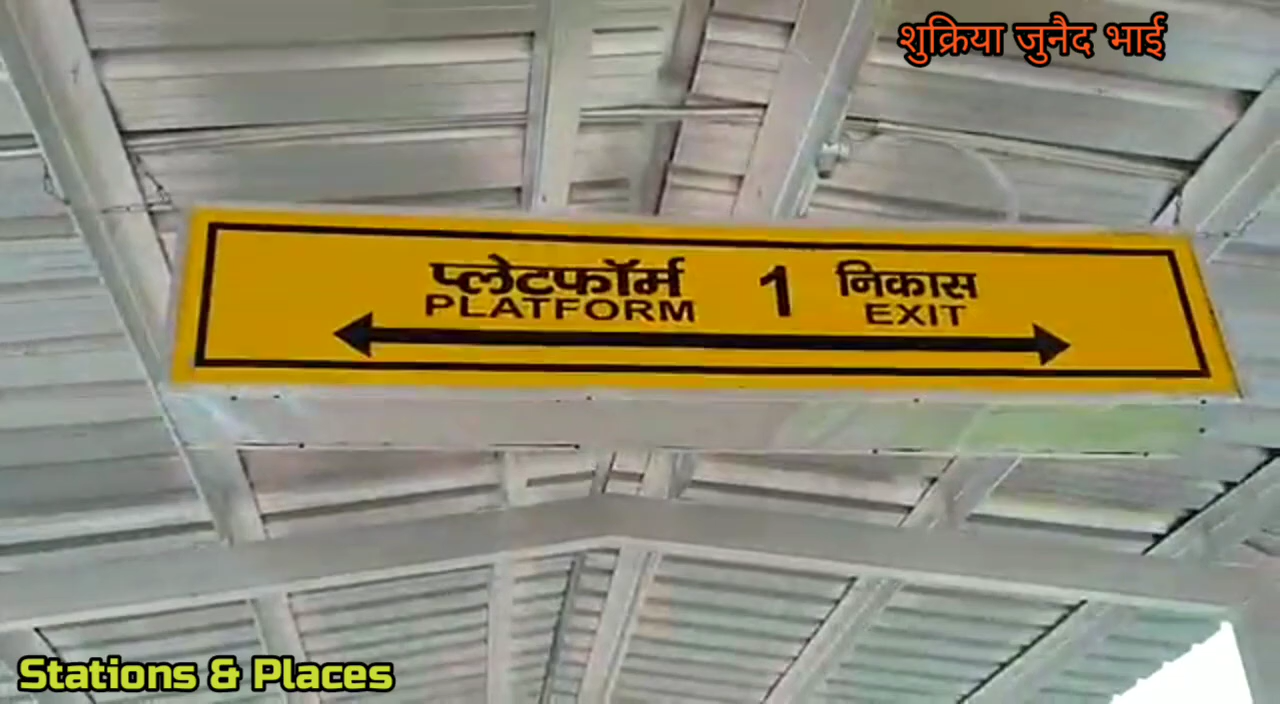 शुक्रिया जुनैद भाई
प्लेटफॉर्म 1 निकास
PLATFORM EXIT
Stations & Places